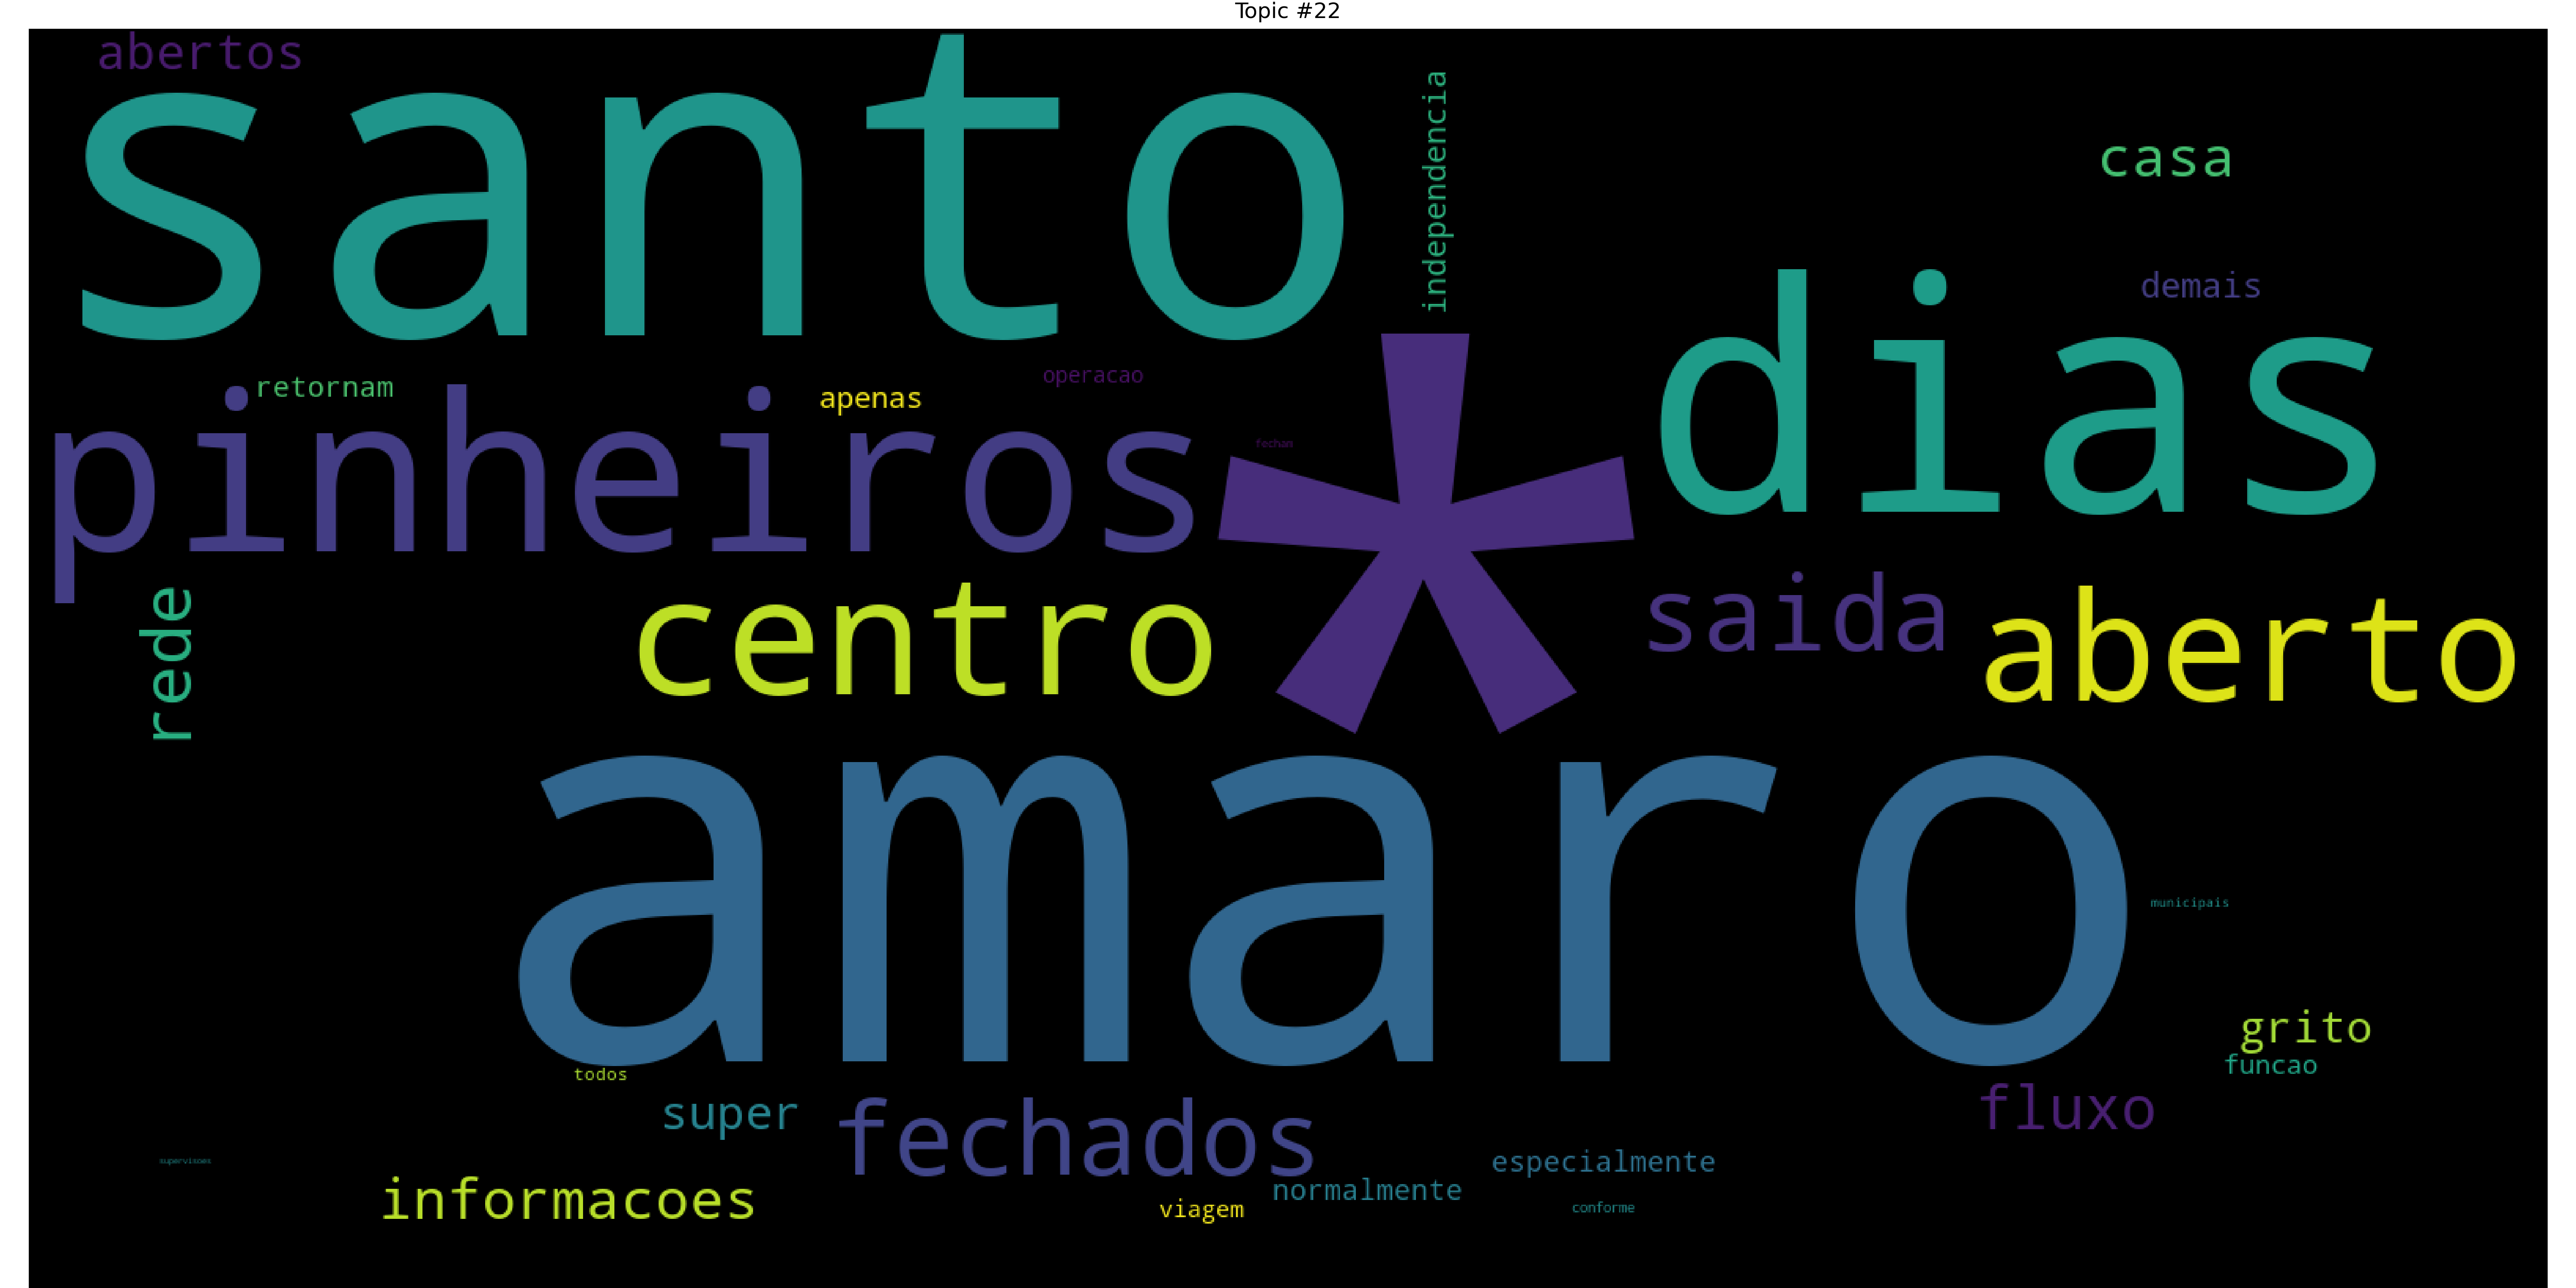 Topic #22
abertos
santo
independencia
casa
demais
dias
retornam
apenas
operacao
pinheiros
fecham
*
rede
centro
saida
aberto
amaro
municipais
grito
funcao
todos
super
fechados
fluxo
supervisoes
especialmente
informacoes
normalmente
viagem
conforme